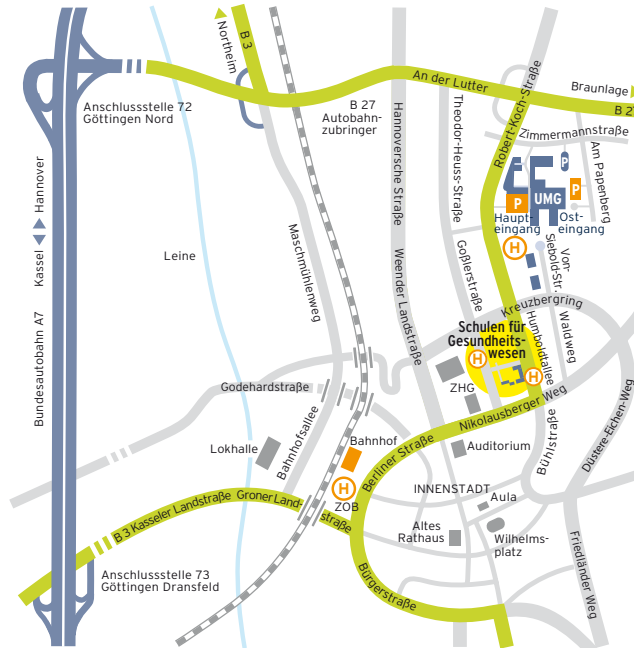 Northeim
B 3
An der Lutter
Braunlage
B 27
Anschlussstelle 72
Göttingen Nord
B 27
Autobahn-
zubringer
Hannoversche Straße
Theodor-Heuss-Straße
Robert-Koch-Straße
Zimmermannstraße
Am Papenberg
P
P
P
UMG
Haupt-
eingang
Ost-
eingang
H
Von-
Siebold-Str.
Kassel
Hannover
Bundesautobahn A7
Leine
Maschmühlenweg
Weender Landstraße
Goßlerstraße
Kreuzbergring
Schulen für
Gesundheits-
wesen
H
H
Humboldtallee
Waldweg
ZHG
Nikolausberger Weg
Düstere-Eichen-Weg
Godehardstraße
Lokhalle
Bahnhofsallee
Bahnhof
H
ZOB
Berliner Straße
Auditorium
Bühlstraße
INNENSTADT
Aula
Altes
Rathaus
Wilhelms-
platz
Friedländer Weg
B 3 Kasseler Landstraße
Groner Land-
straße
Bürgerstraße
Anschlussstelle 73
Göttingen Dransfeld